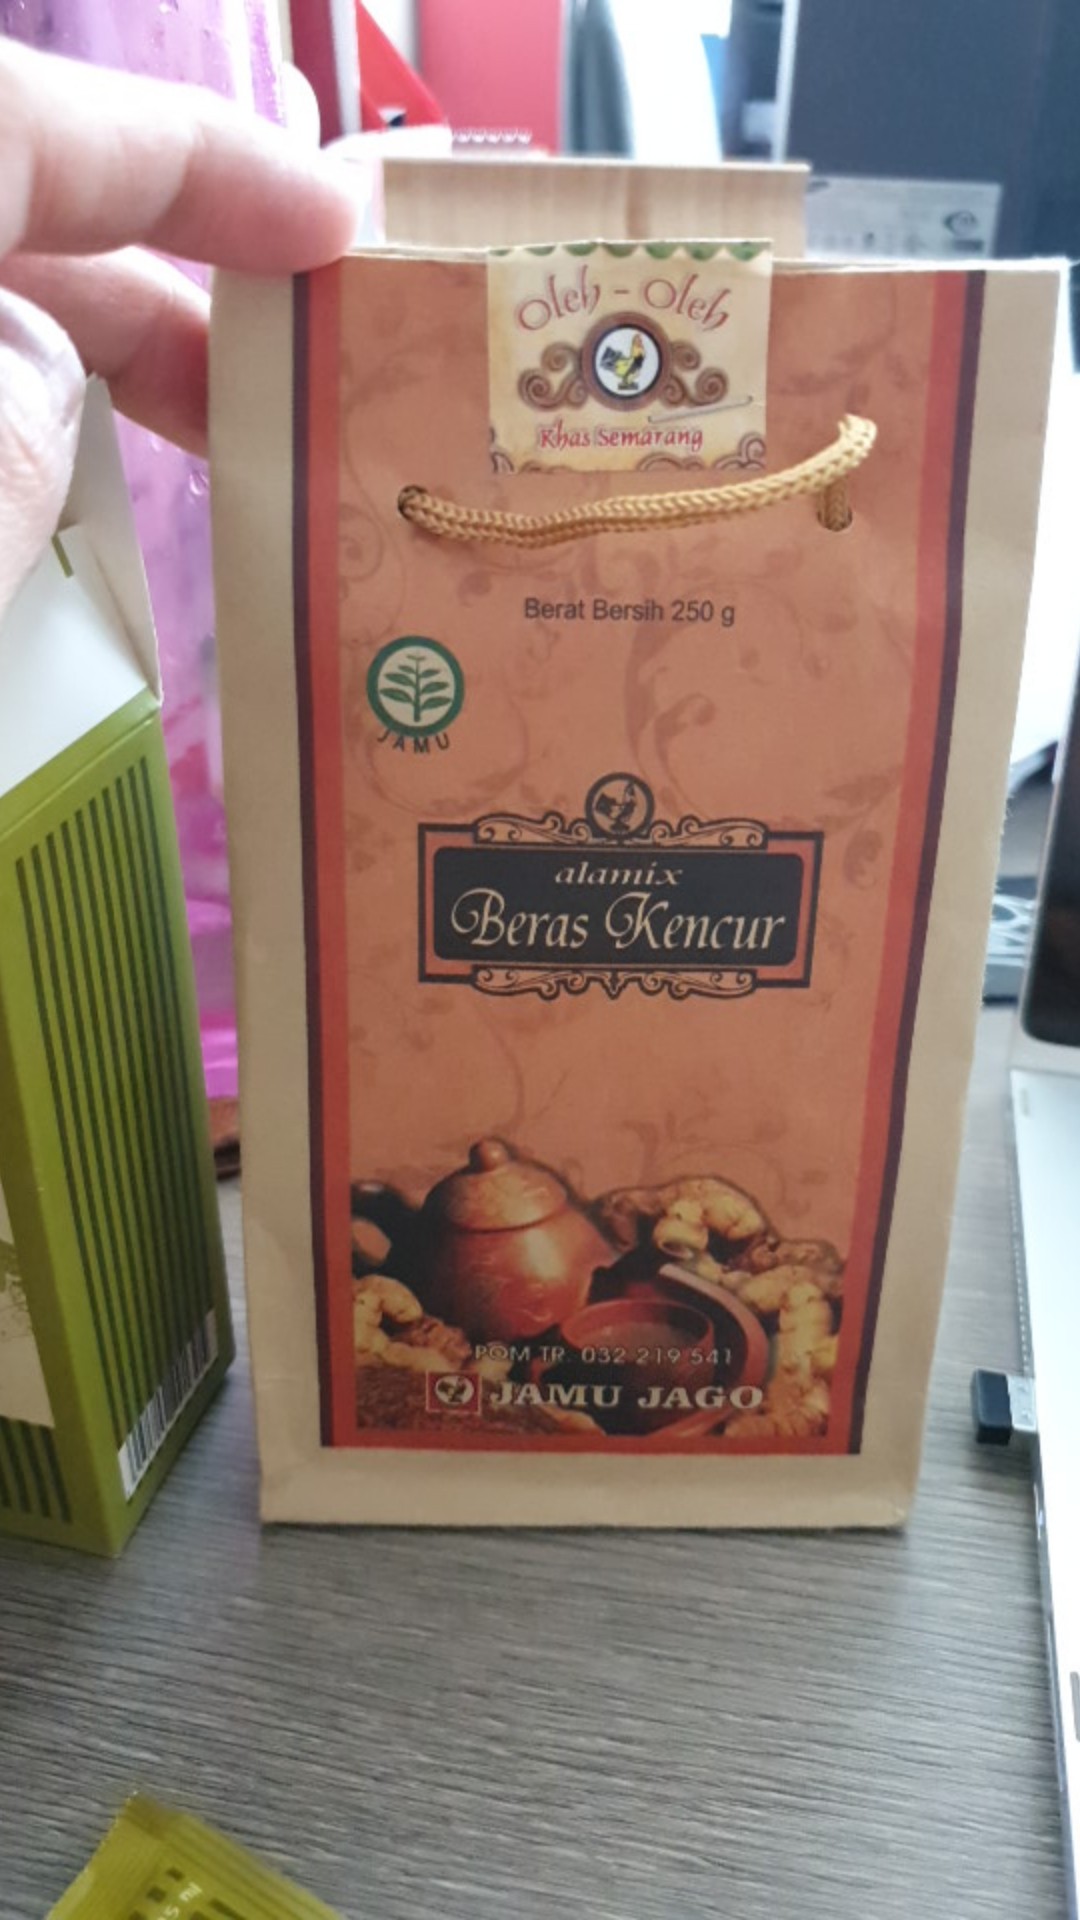 Oleh - Oleh
Khas Semarang
Berat Bersih 250 g
JAMU
alamix
Beras Kencur
POM TR. 032 219 541
JAMU JAGO